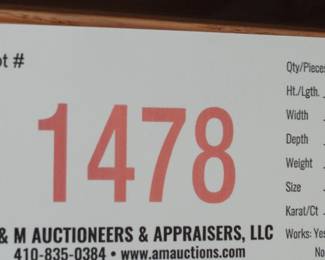 ot #
1478
& M AUCTIONEERS & APPRAISERS, LLC
410-835-0384 • www.amauctions.com
Qty/Pieces
Ht./Lgth.
Width
Depth
Weight
Size
Karat/Ct
Works: Yes
No